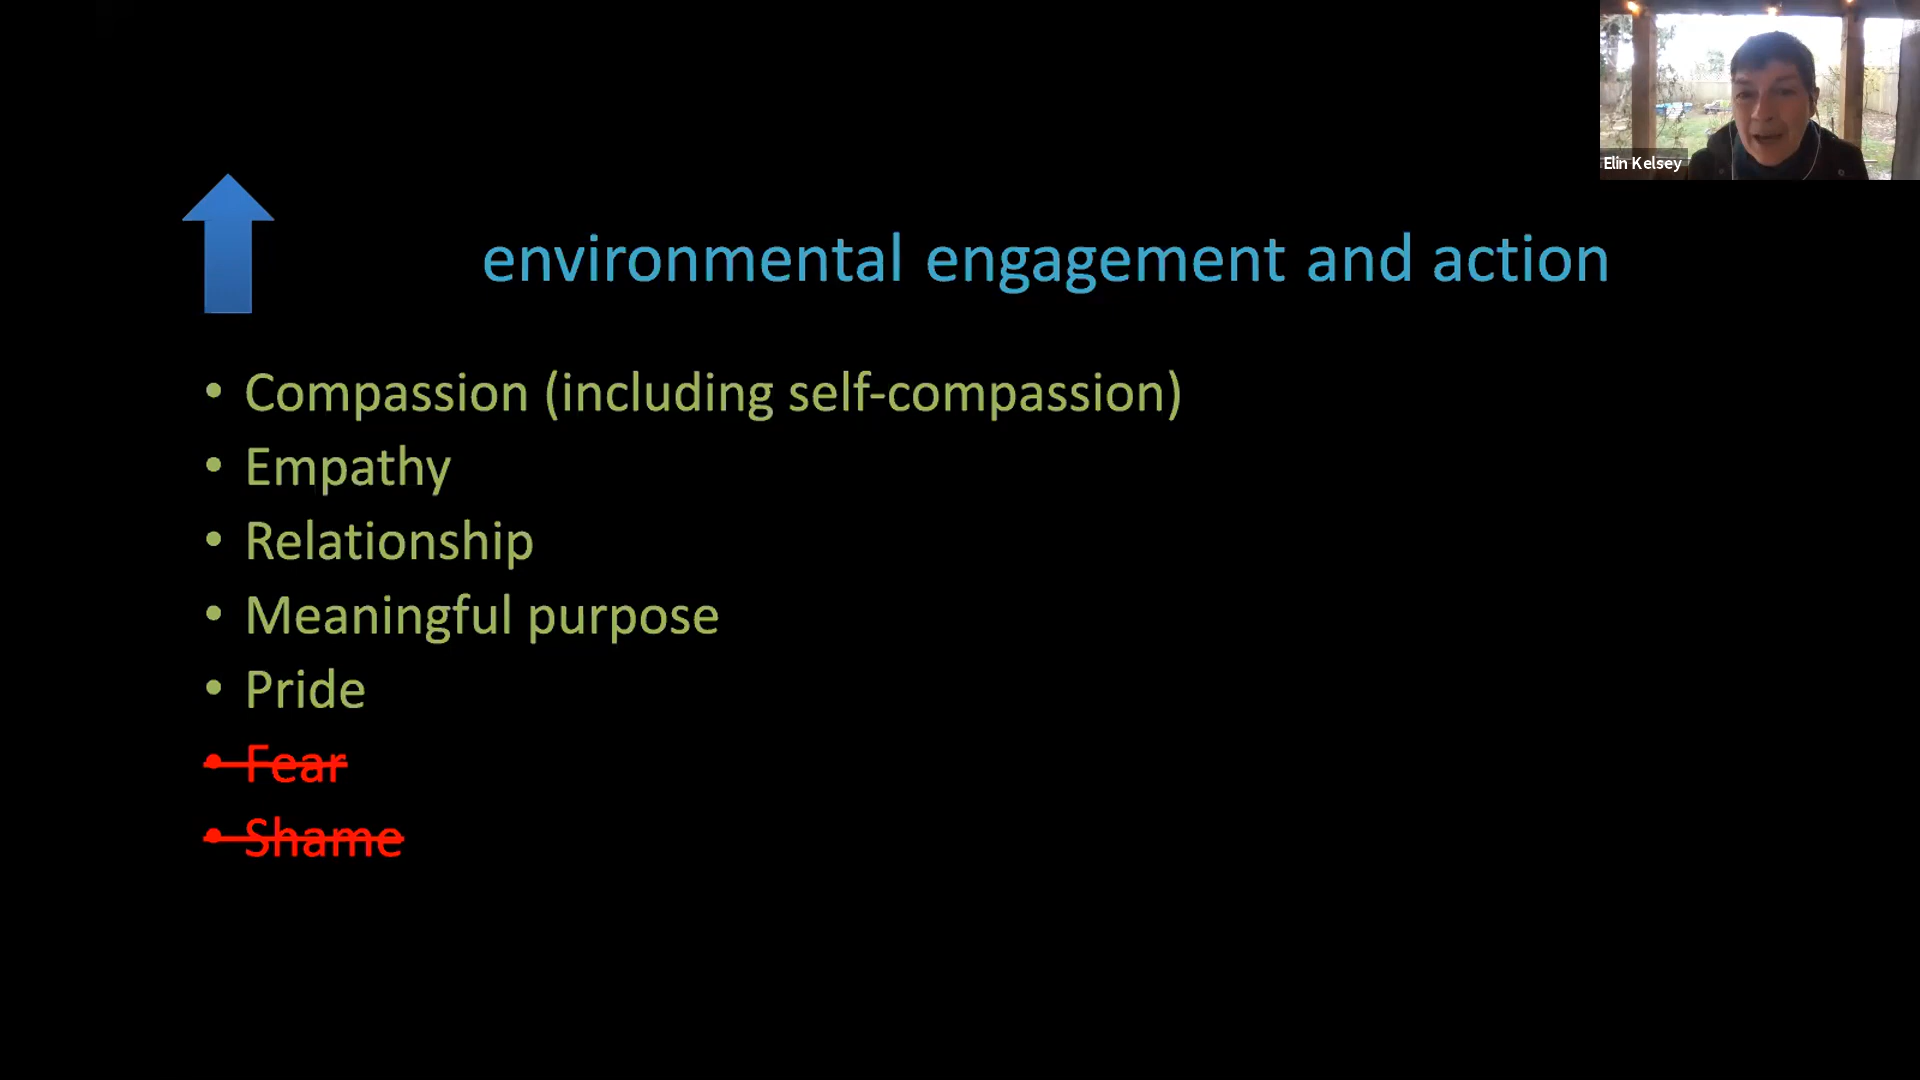 Elin Kelsey
environmental engagement and action
• Compassion (including self-compassion)
• Empathy
• Relationship
• Meaningful purpose
• Pride
• Fear
• Shame